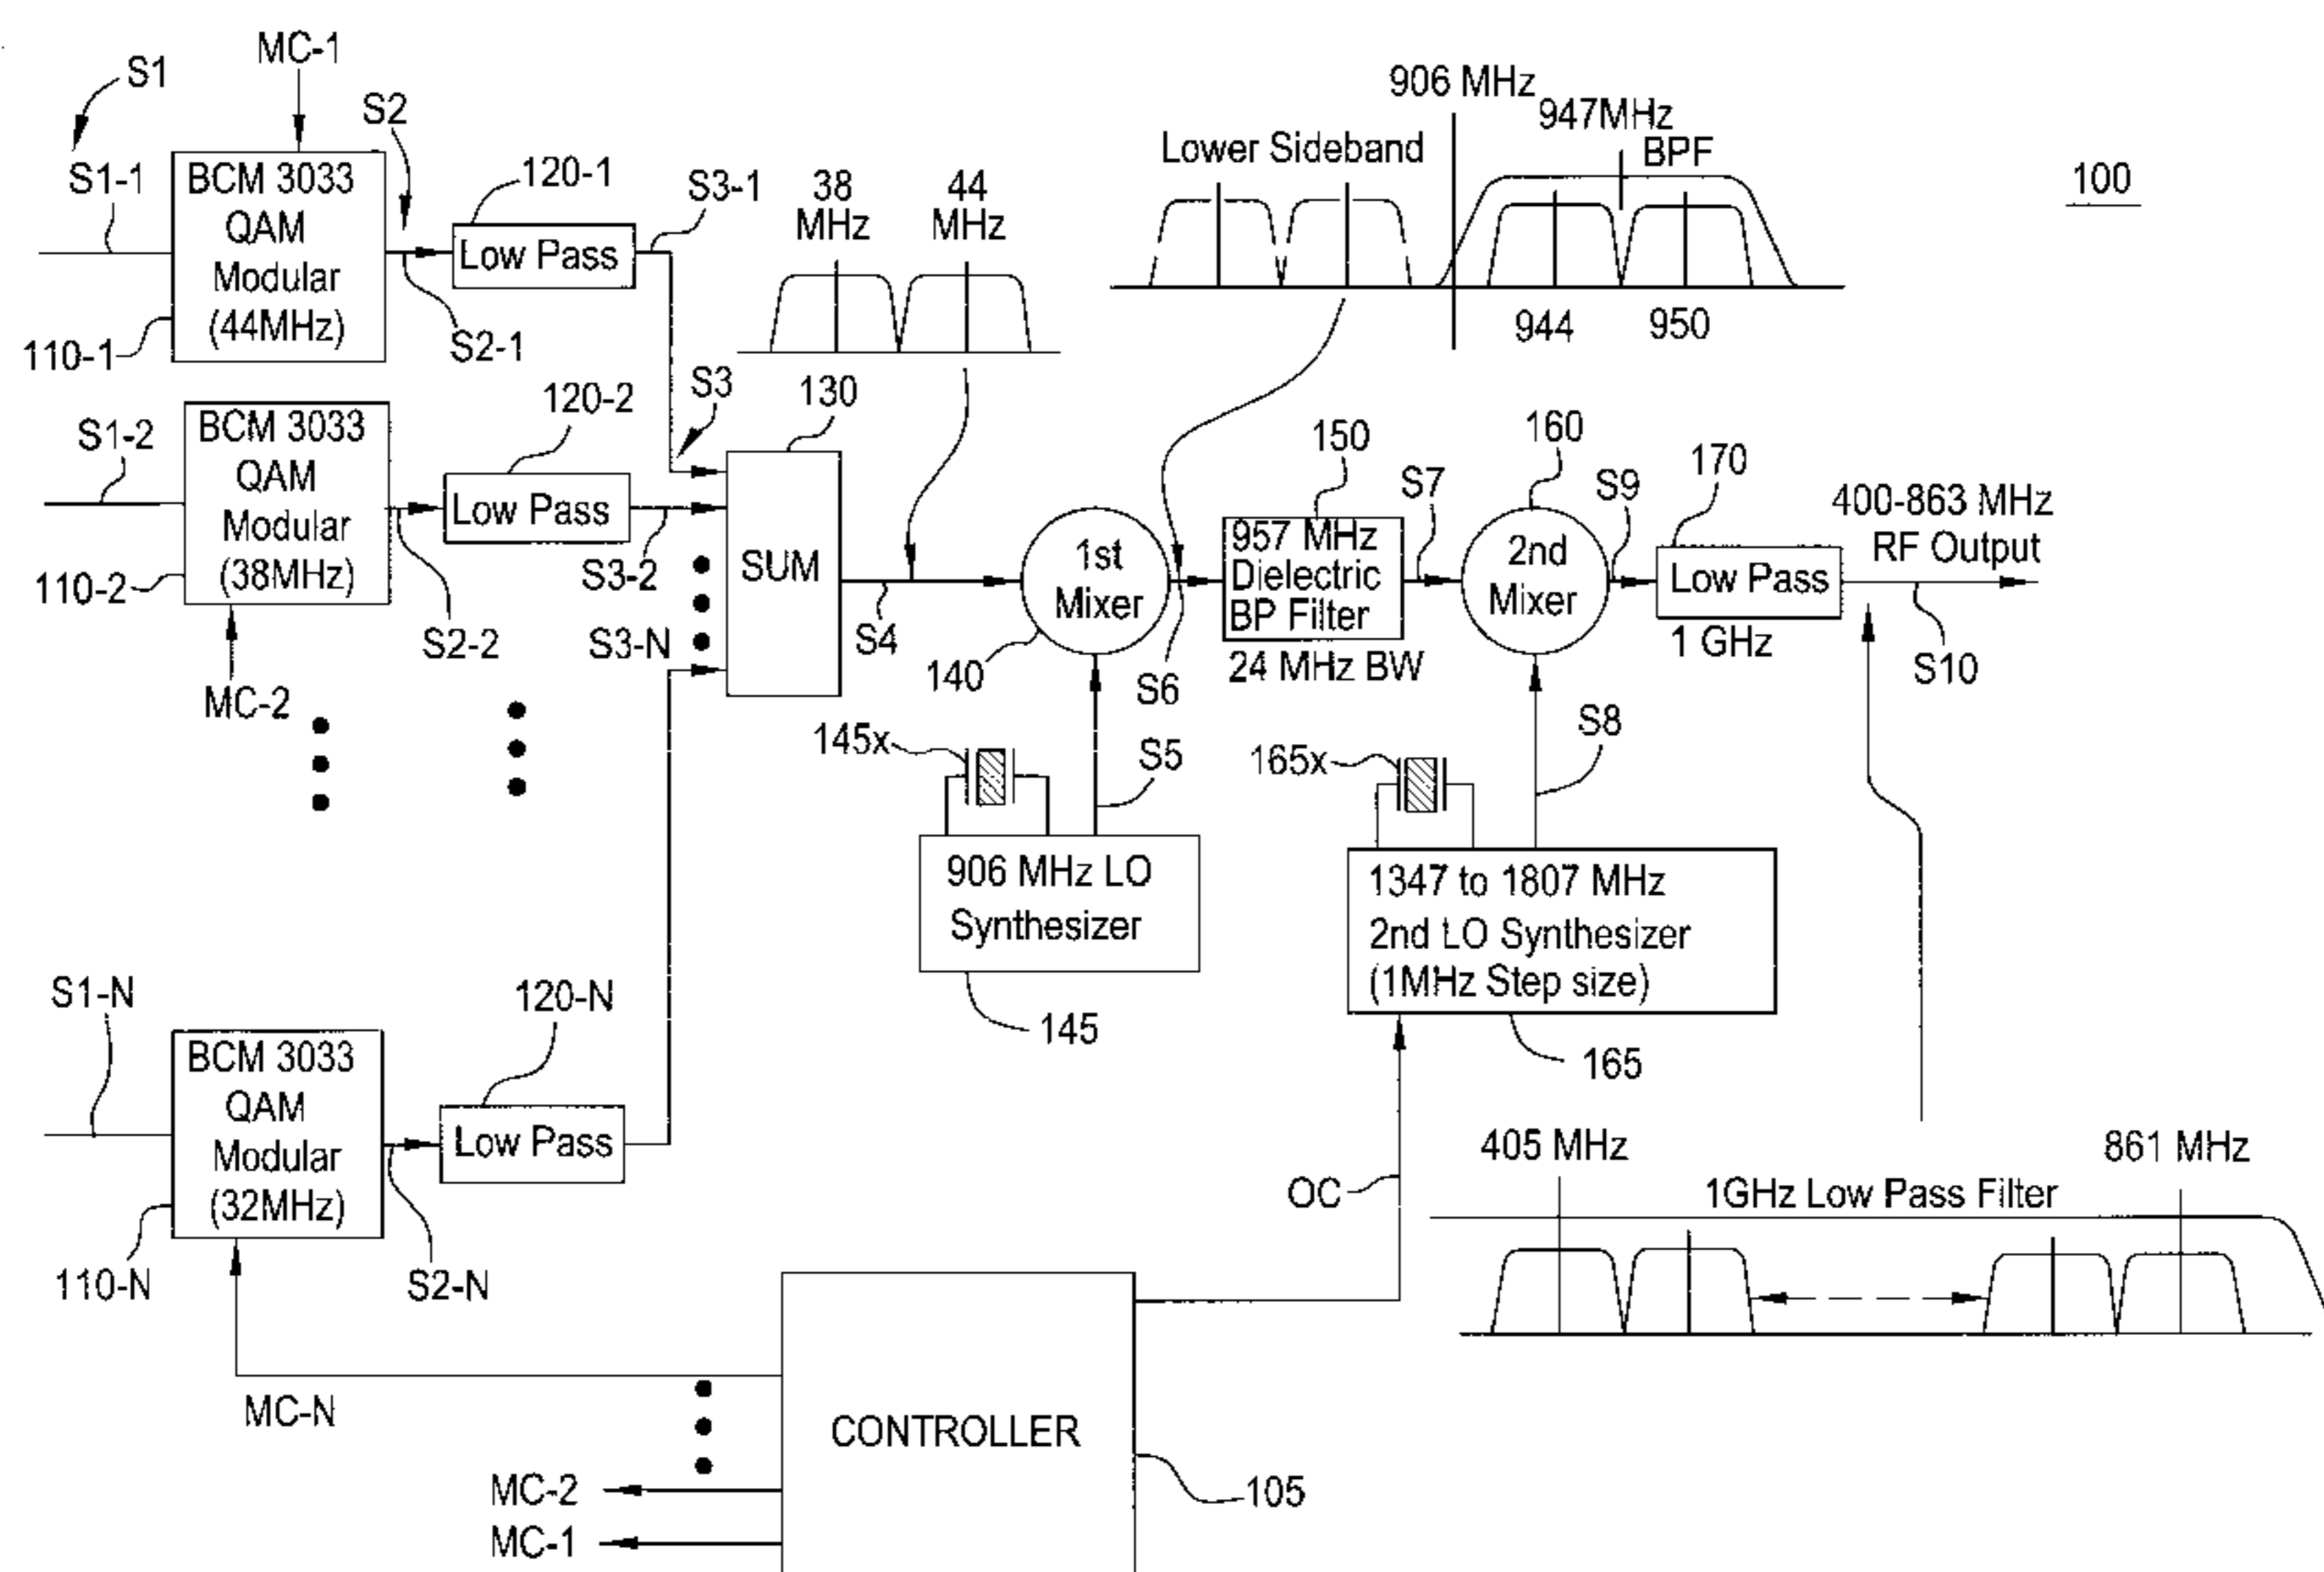 MC-1
S1
S2
S1-1
BCM 3033
QAM
Modular
(44MHz)
120-1
Low Pass
S3-1
S2-1
110-1
38
MHz
44
MHz
Lower Sideband
906 MHz
947MHz
BPF
944
950
100
S1-2
BCM 3033
QAM
Modular
(38MHz)
120-2
Low Pass
S3
130
S3-2
SUM
S3-N
110-2
S2-2
MC-2
S4
1st
Mixer
140
S6
150
957 MHz
Dielectric
BP Filter
24 MHz BW
S7
160
2nd
Mixer
S9
170
Low Pass
1 GHz
400-863 MHz
RF Output
S10
145x
S5
906 MHz LO
Synthesizer
145
165x
S8
1347 to 1807 MHz
2nd LO Synthesizer
(1MHz Step size)
165
S1-N
BCM 3033
QAM
Modular
(32MHz)
120-N
Low Pass
110-N
S2-N
OC
405 MHz
861 MHz
1GHz Low Pass Filter
MC-N
CONTROLLER
MC-2
MC-1
105